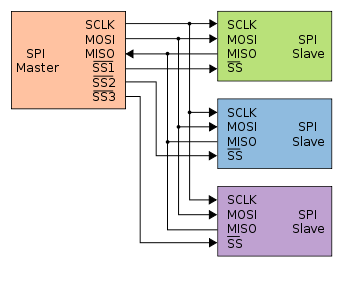 SPI
Master
SCLK
MOSI
MISO
SS1
SS2
SS3
SCLK
MOSI
MISO
SS
SPI
Slave
SCLK
MOSI
MISO
SS
SPI
Slave
SCLK
MOSI
MISO
SS
SPI
Slave